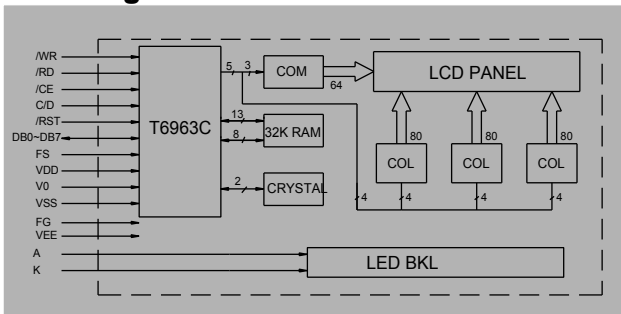 /WR
/RD
/CE
C/D
/RST
DB0~DB7
FS
VDD
V0
VSS
FG
VEE
A
K
T6963C
5 3
COM
64
LCD PANEL
13
8
32K RAM
2
CRYSTAL
80 80 80
COL COL COL
4 4 4 4
LED BKL